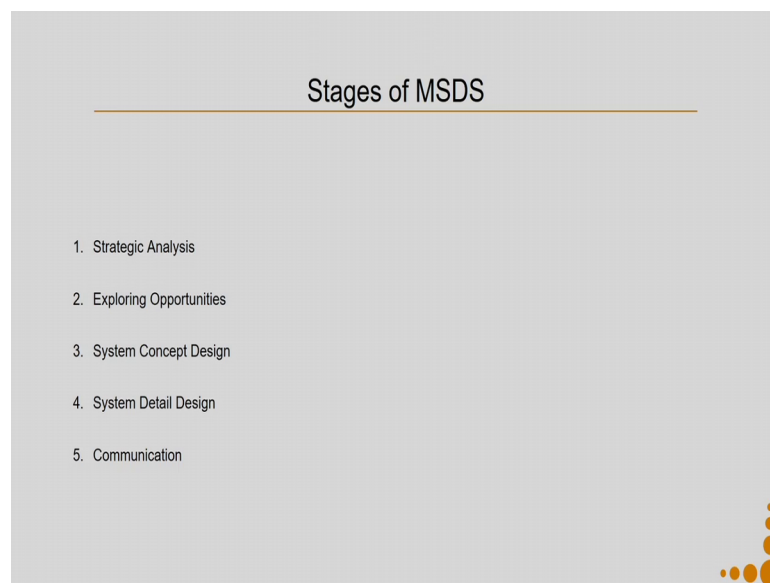 Stages of MSDS
1. Strategic Analysis
2. Exploring Opportunities
3. System Concept Design
4. System Detail Design
5. Communication